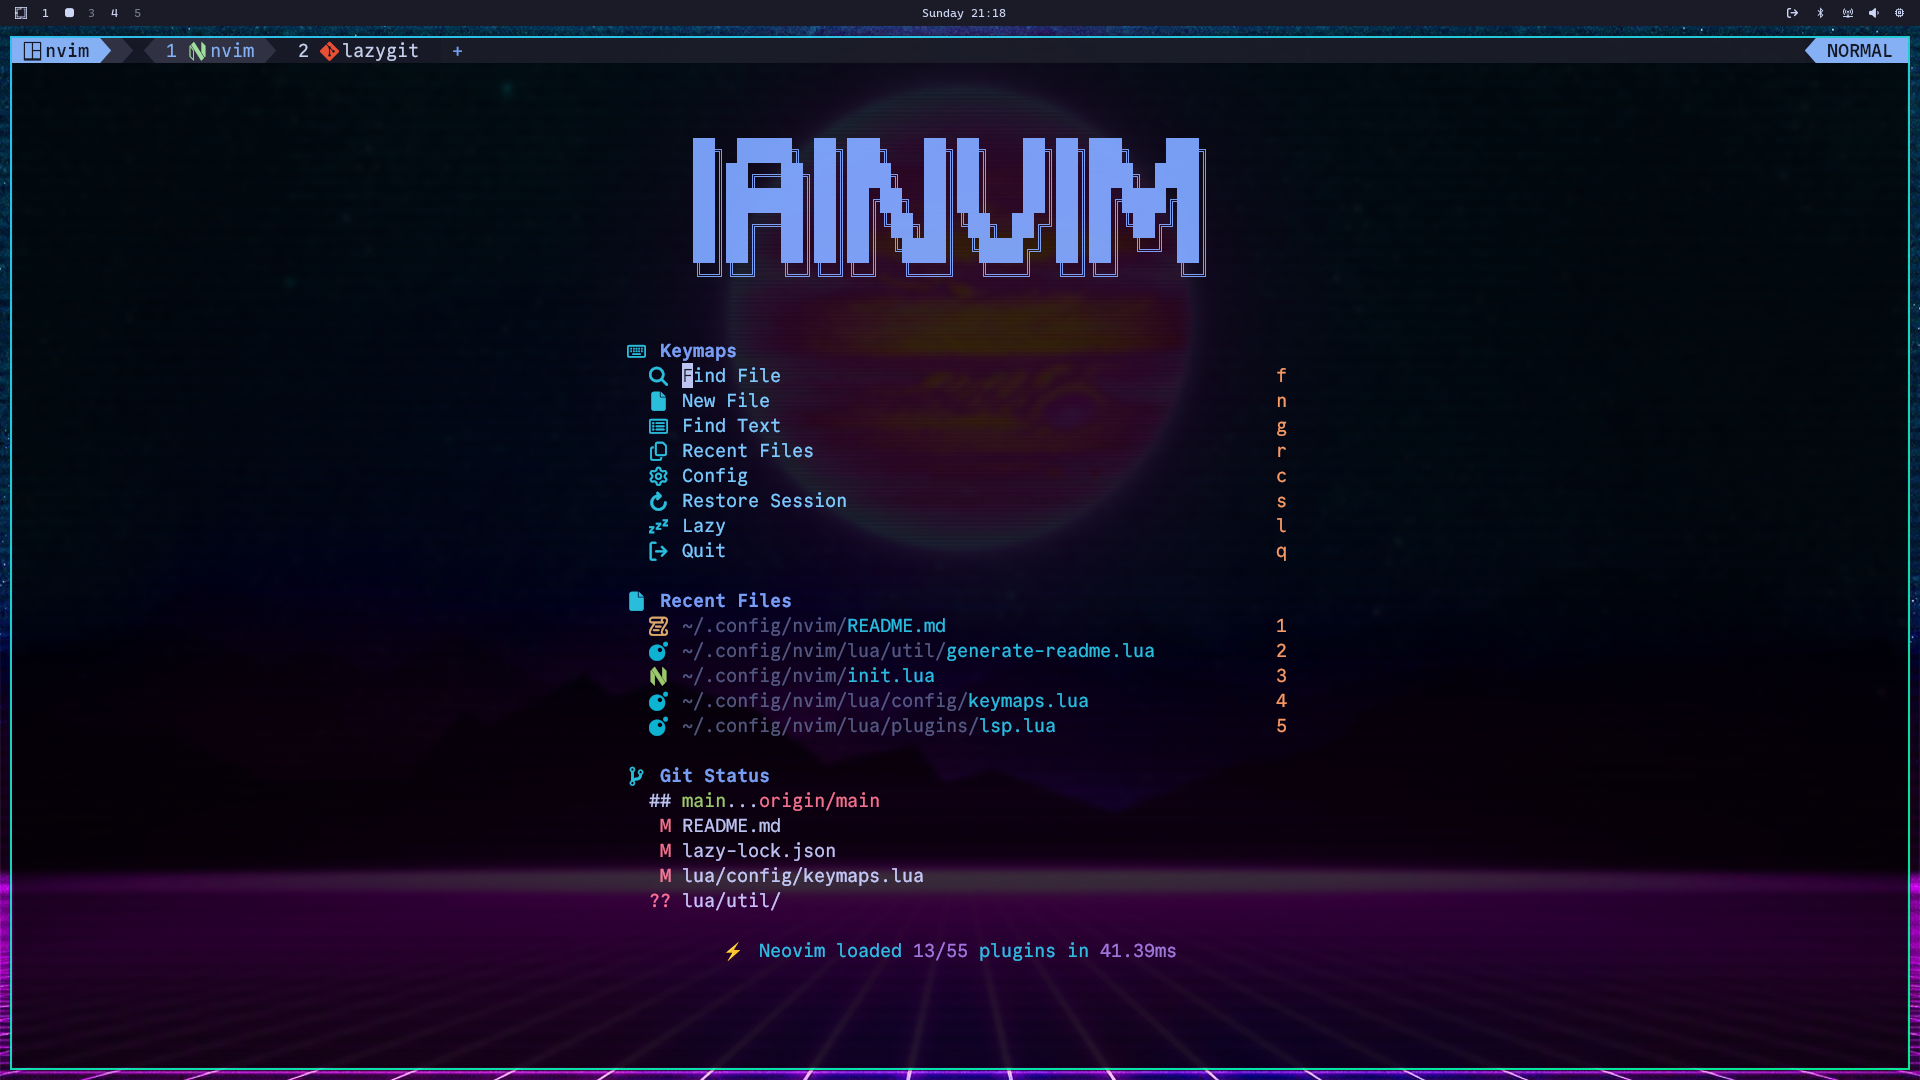 1 3 4 5 Sunday 21:18
nvim 1 nvim 2 lazygit + NORMAL
IAINVIM
Keymaps
Find File f
New File n
Find Text g
Recent Files r
Config c
Restore Session s
zzz Lazy l
Quit q
Recent Files
~/.config/nvim/README.md 1
~/.config/nvim/lua/util/generate-readme.lua 2
~/.config/nvim/init.lua 3
~/.config/nvim/lua/config/keymaps.lua 4
~/.config/nvim/lua/plugins/lsp.lua 5
Git Status
## main...origin/main
M README.md
M lazy-lock.json
M lua/config/keymaps.lua
?? lua/util/
⚡ Neovim loaded 13/55 plugins in 41.39ms